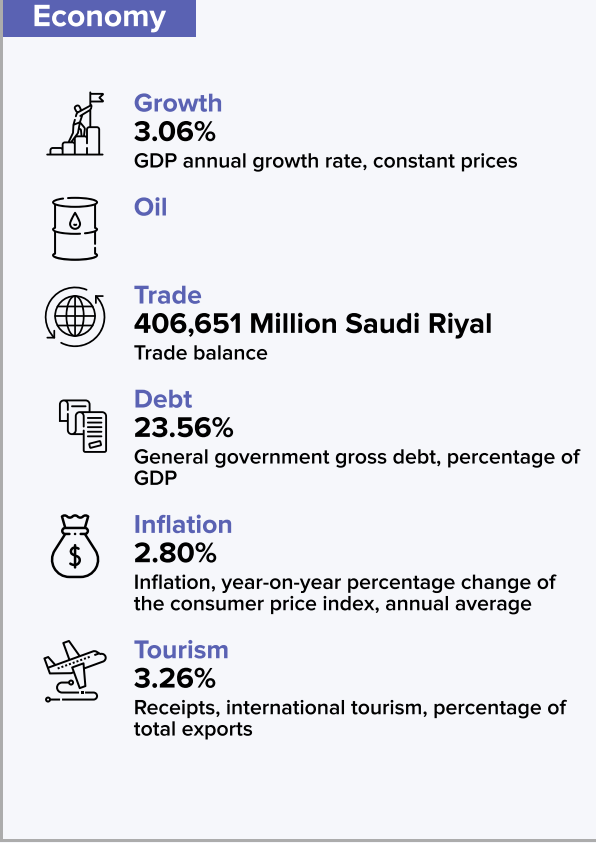 Economy
Growth
3.06%
GDP annual growth rate, constant prices
Oil
Trade
406,651 Million Saudi Riyal
Trade balance
Debt
23.56%
General government gross debt, percentage of
GDP
Inflation
2.80%
Inflation, year-on-year percentage change of
the consumer price index, annual average
Tourism
3.26%
Receipts, international tourism, percentage of
total exports